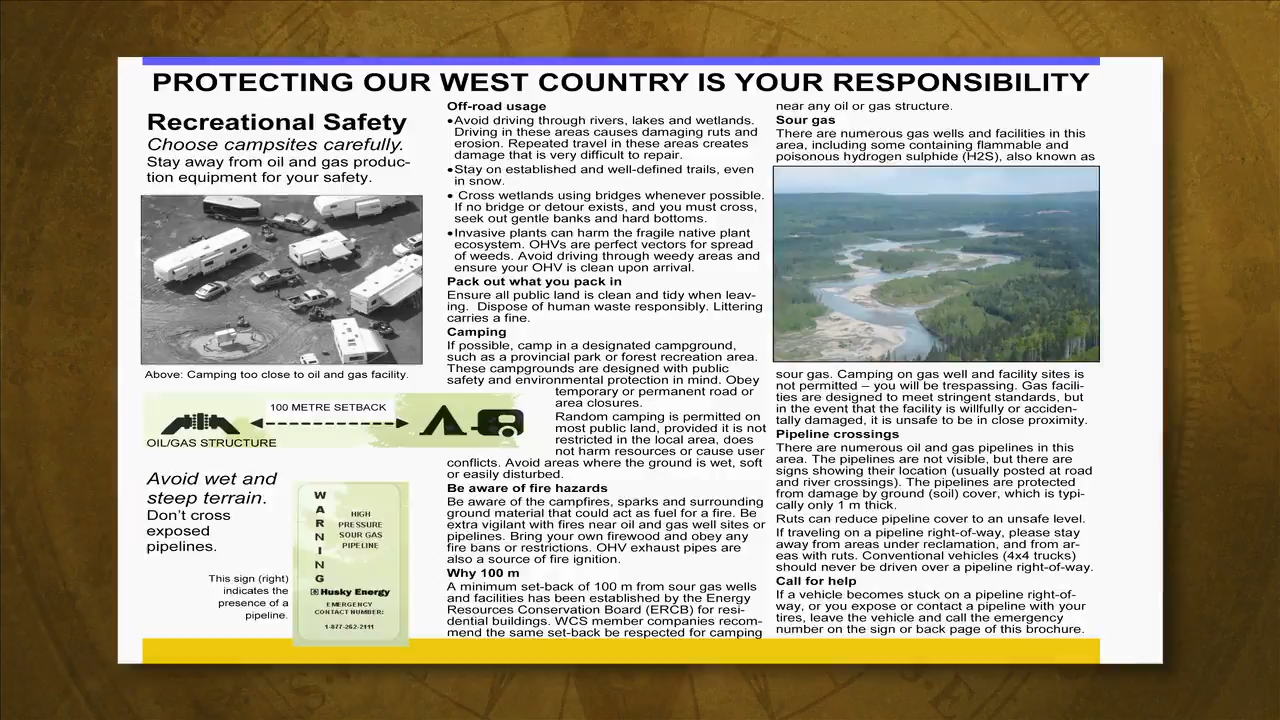 PROTECTING OUR WEST COUNTRY IS YOUR RESPONSIBILITY
Recreational Safety
Choose campsites carefully.
Stay away from oil and gas produc-
tion equipment for your safety.
Above: Camping too close to oil and gas facility.
100 METRE SETBACK
OIL/GAS STRUCTURE
Avoid wet and
steep terrain.
Don't cross
exposed
pipelines.
This sign (right)
indicates the
presence of a
pipeline.
WARNING
HIGH
PRESSURE
SOUR GAS
PIPELINE
Husky Energy
EMERGENCY
CONTACT NUMBER:
1-877-262-2111
Off-road usage
•Avoid driving through rivers, lakes and wetlands.
Driving in these areas causes damaging ruts and
erosion. Repeated travel in these areas creates
damage that is very difficult to repair.
•Stay on established and well-defined trails, even
in snow.
• Cross wetlands using bridges whenever possible.
If no bridge or detour exists, and you must cross,
seek out gentle banks and hard bottoms.
•Invasive plants can harm the fragile native plant
ecosystem. OHVs are perfect vectors for spread
of weeds. Avoid driving through weedy areas and
ensure your OHV is clean upon arrival.
Pack out what you pack in
Ensure all public land is clean and tidy when leav-
ing. Dispose of human waste responsibly. Littering
carries a fine.
Camping
If possible, camp in a designated campground,
such as a provincial park or forest recreation area.
These campgrounds are designed with public
safety and environmental protection in mind. Obey
temporary or permanent road or
area closures.
Random camping is permitted on
most public land, provided it is not
restricted in the local area, does
not harm resources or cause user
conflicts. Avoid areas where the ground is wet, soft
or easily disturbed.
Be aware of fire hazards
Be aware of the campfires, sparks and surrounding
ground material that could act as fuel for a fire. Be
extra vigilant with fires near oil and gas well sites or
pipelines. Bring your own firewood and obey any
fire bans or restrictions. OHV exhaust pipes are
also a source of fire ignition.
Why 100 m
A minimum set-back of 100 m from sour gas wells
and facilities has been established by the Energy
Resources Conservation Board (ERCB) for resi-
dential buildings. WCS member companies recom-
mend the same set-back be respected for camping
near any oil or gas structure.
Sour gas
There are numerous gas wells and facilities in this
area, including some containing flammable and
poisonous hydrogen sulphide (H2S), also known as
sour gas. Camping on gas well and facility sites is
not permitted – you will be trespassing. Gas facili-
ties are designed to meet stringent standards, but
in the event that the facility is willfully or acciden-
tally damaged, it is unsafe to be in close proximity.
Pipeline crossings
There are numerous oil and gas pipelines in this
area. The pipelines are not visible, but there are
signs showing their location (usually posted at road
and river crossings). The pipelines are protected
from damage by ground (soil) cover, which is typi-
cally only 1 m thick.
Ruts can reduce pipeline cover to an unsafe level.
If traveling on a pipeline right-of-way, please stay
away from areas under reclamation, and from ar-
eas with ruts. Conventional vehicles (4x4 trucks)
should never be driven over a pipeline right-of-way.
Call for help
If a vehicle becomes stuck on a pipeline right-of-
way, or you expose or contact a pipeline with your
tires, leave the vehicle and call the emergency
number on the sign or back page of this brochure.